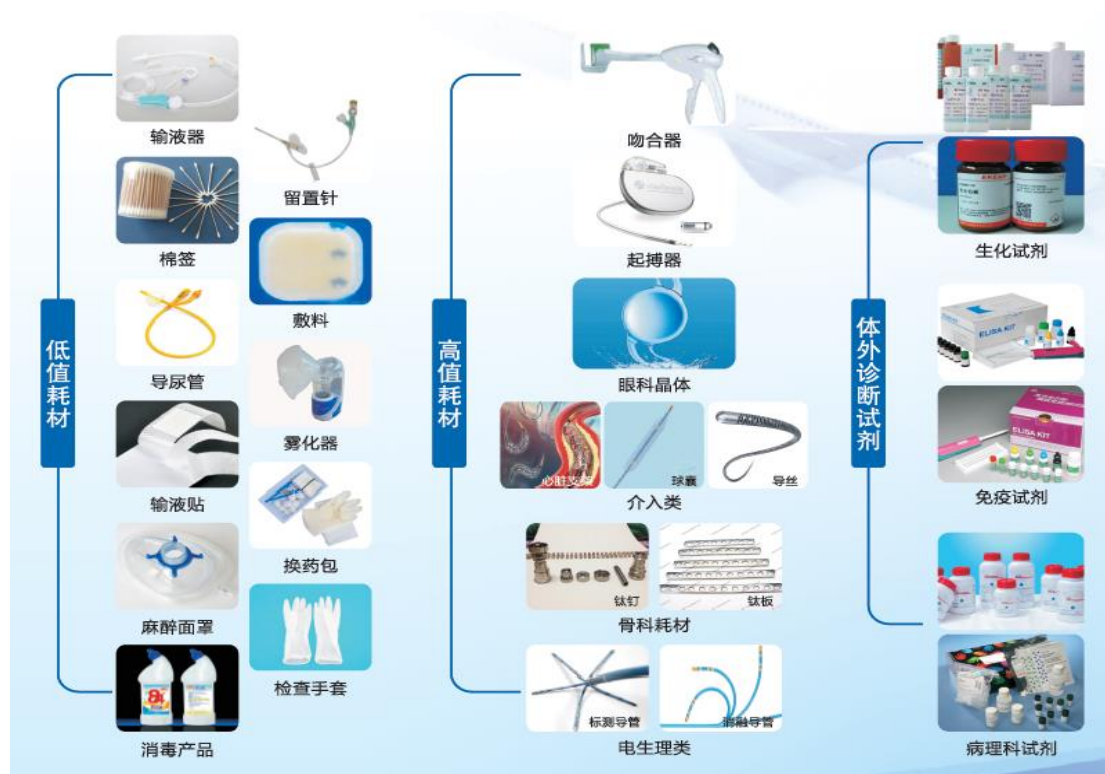 低值耗材
输液器
留置针
棉签
敷料
导尿管
雾化器
输液贴
换药包
麻醉面罩
检查手套
84
消毒产品
高值耗材
吻合器
起搏器
眼科晶体
心脏支架
球囊
导丝
介入类
钛钉
钛板
骨科耗材
标测导管
消融导管
电生理类
体外诊断试剂
生化试剂
ELISA KIT
ELISA KIT
免疫试剂
病理科试剂